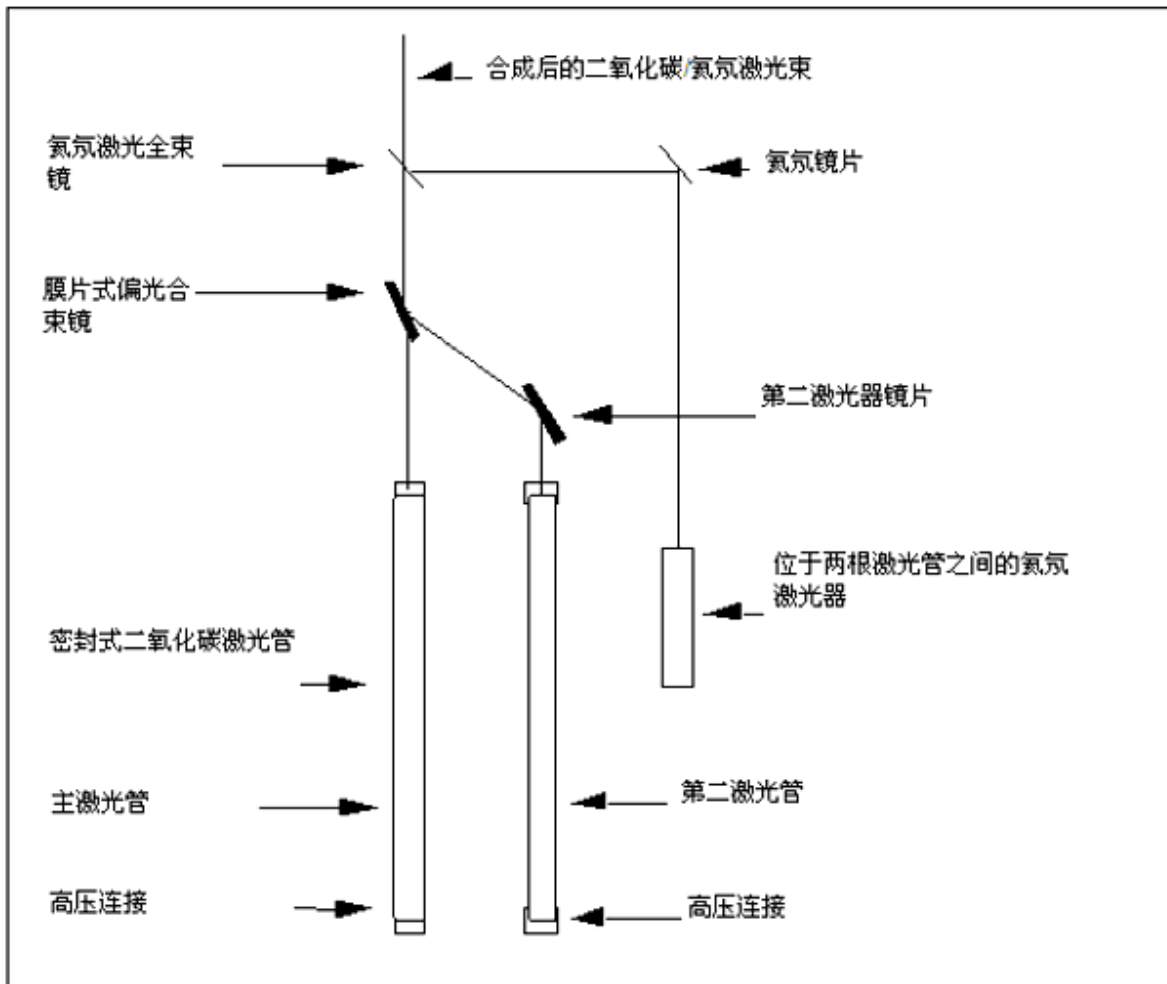 合成后的二氧化碳/氦氖激光束
氦氖激光全束
镜
氦氖镜片
膜片式偏光合
束镜
第二激光器镜片
位于两根激光管之间的氦氖
激光器
密封式二氧化碳激光管
主激光管
第二激光管
高压连接
高压连接